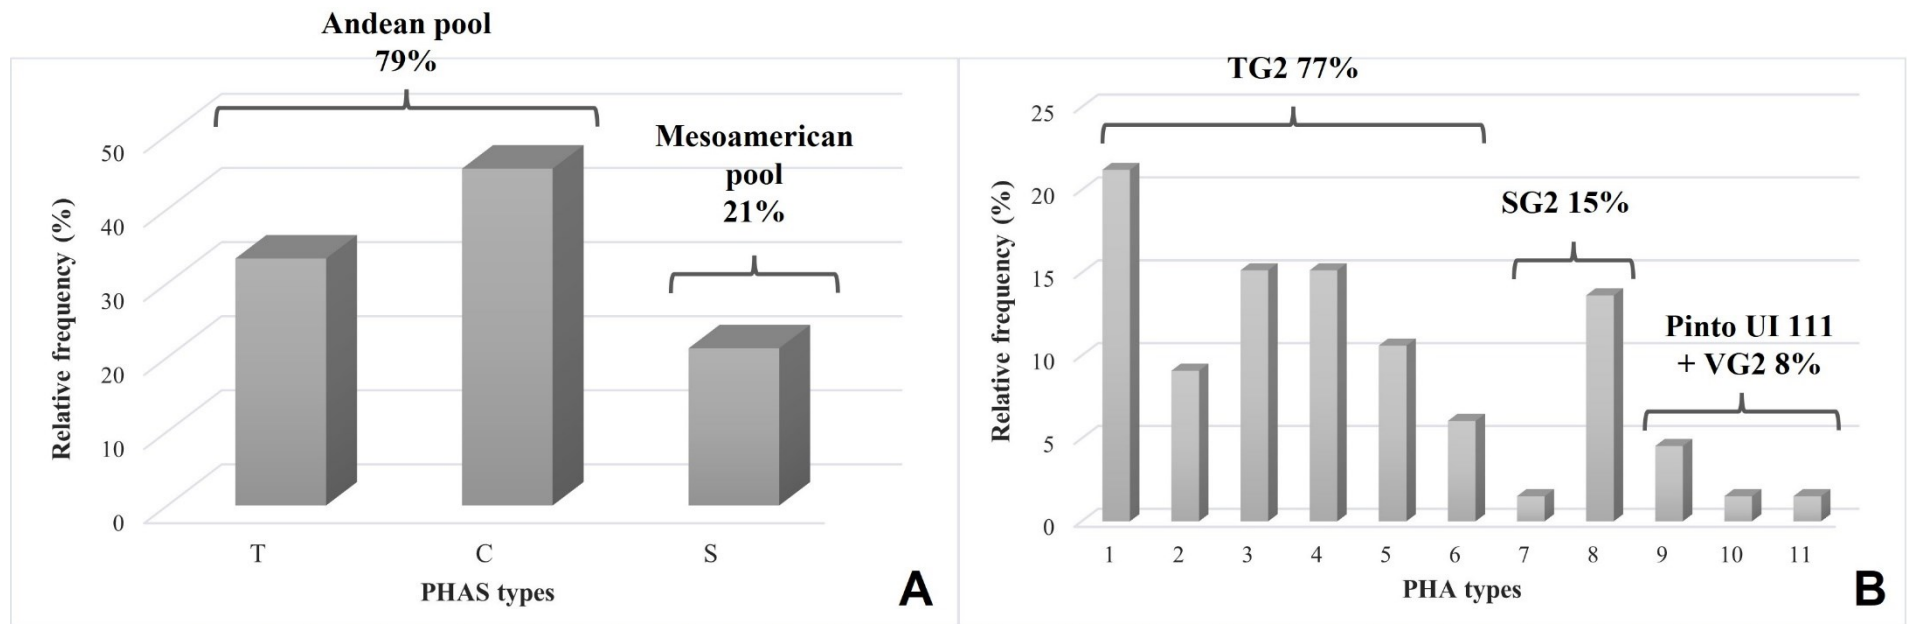 Andean pool
79%
Mesoamerican
pool
21%
50
40
30
20
10
0
Relative frequency (%)
T C S
PHAS types
A
TG2 77%
SG2 15%
Pinto UI 111
+ VG2 8%
25
20
15
10
5
0
Relative frequency (%)
1 2 3 4 5 6 7 8 9 10 11
PHA types
B